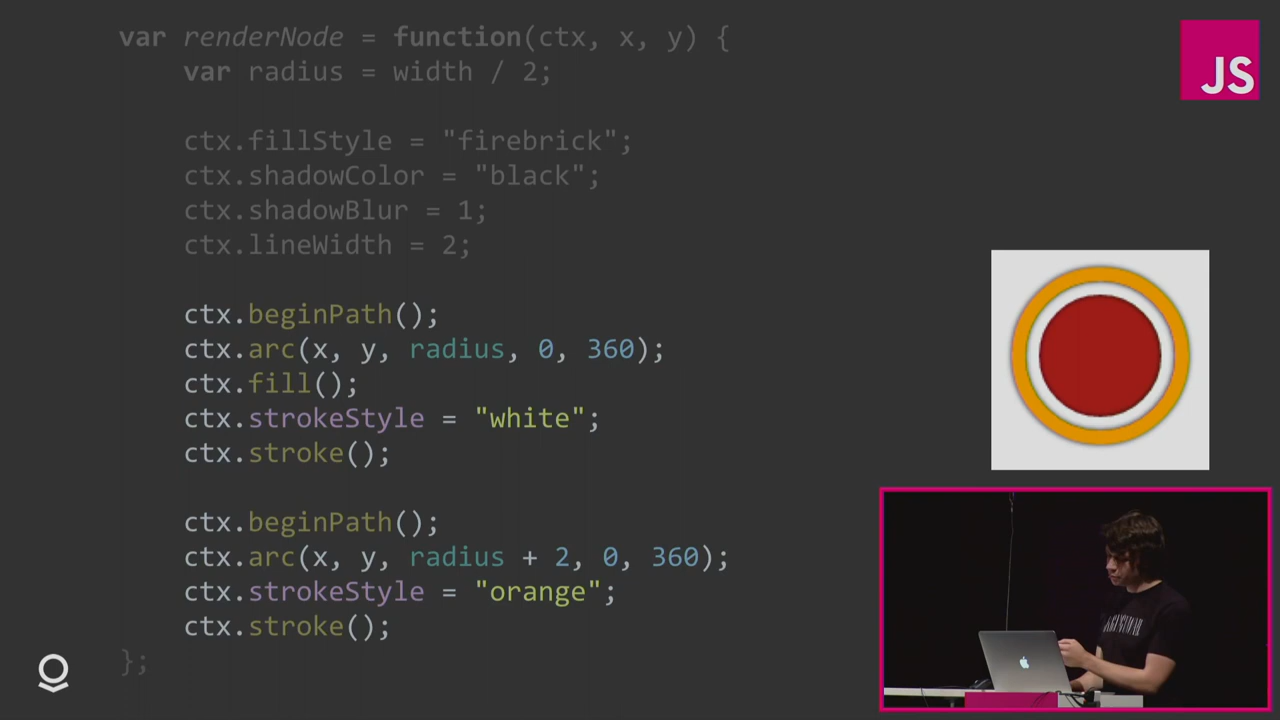 var renderNode = function(ctx, x, y) {
var radius = width / 2;
ctx.fillStyle = "firebrick";
ctx.shadowColor = "black";
ctx.shadowBlur = 1;
ctx.lineWidth = 2;
ctx.beginPath();
ctx.arc(x, y, radius, 0, 360);
ctx.fill();
ctx.strokeStyle = "white";
ctx.stroke();
ctx.beginPath();
ctx.arc(x, y, radius + 2, 0, 360);
ctx.strokeStyle = "orange";
ctx.stroke();
};
JS